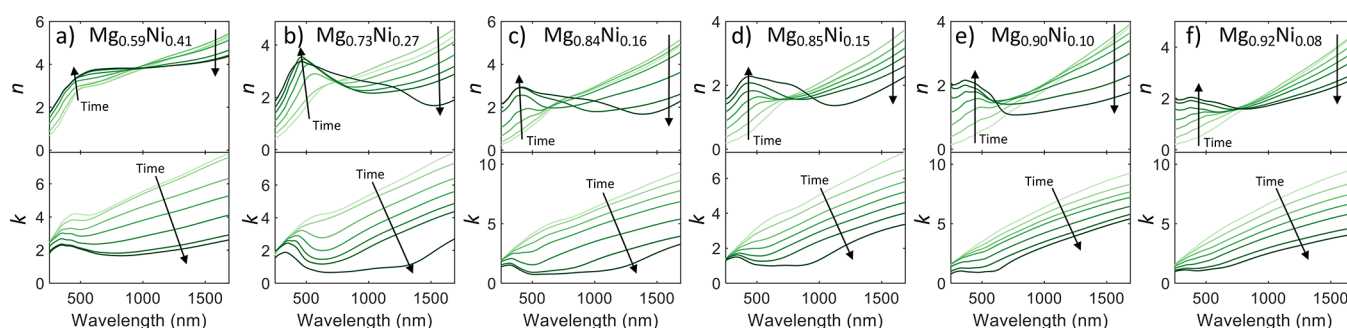 a) Mg0.59Ni0.41
b) Mg0.73Ni0.27
c) Mg0.84Ni0.16
d) Mg0.85Ni0.15
e) Mg0.90Ni0.10
f) Mg0.92Ni0.08
n
6
4
2
0
Time
n
4
2
0
Time
n
6
4
2
0
Time
n
4
2
0
Time
n
4
2
0
Time
n
6
4
2
0
Time
k
6
4
2
0
Time
k
6
4
2
0
Time
k
10
5
0
Time
k
6
4
2
0
Time
k
10
5
0
Time
k
10
5
0
Time
500 1000 1500
500 1000 1500
500 1000 1500
500 1000 1500
500 1000 1500
500 1000 1500
Wavelength (nm)
Wavelength (nm)
Wavelength (nm)
Wavelength (nm)
Wavelength (nm)
Wavelength (nm)